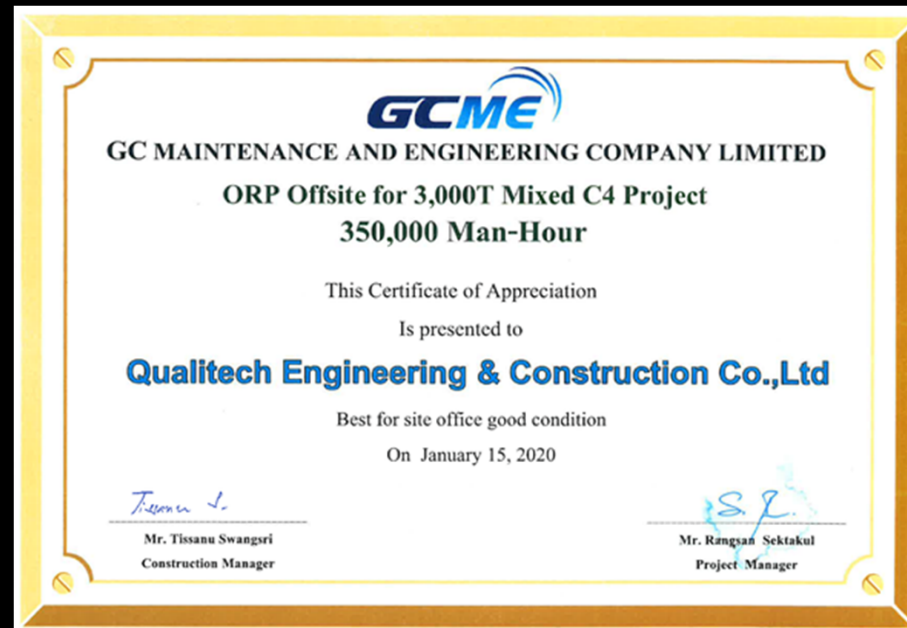 GCME
GC MAINTENANCE AND ENGINEERING COMPANY LIMITED
ORP Offsite for 3,000T Mixed C4 Project
350,000 Man-Hour
This Certificate of Appreciation
Is presented to
Qualitech Engineering & Construction Co.,Ltd
Best for site office good condition
On January 15, 2020
Tissanu S.
S. R.
Mr. Tissanu Swangsri
Mr. Rangsan Sektakul
Construction Manager
Project Manager